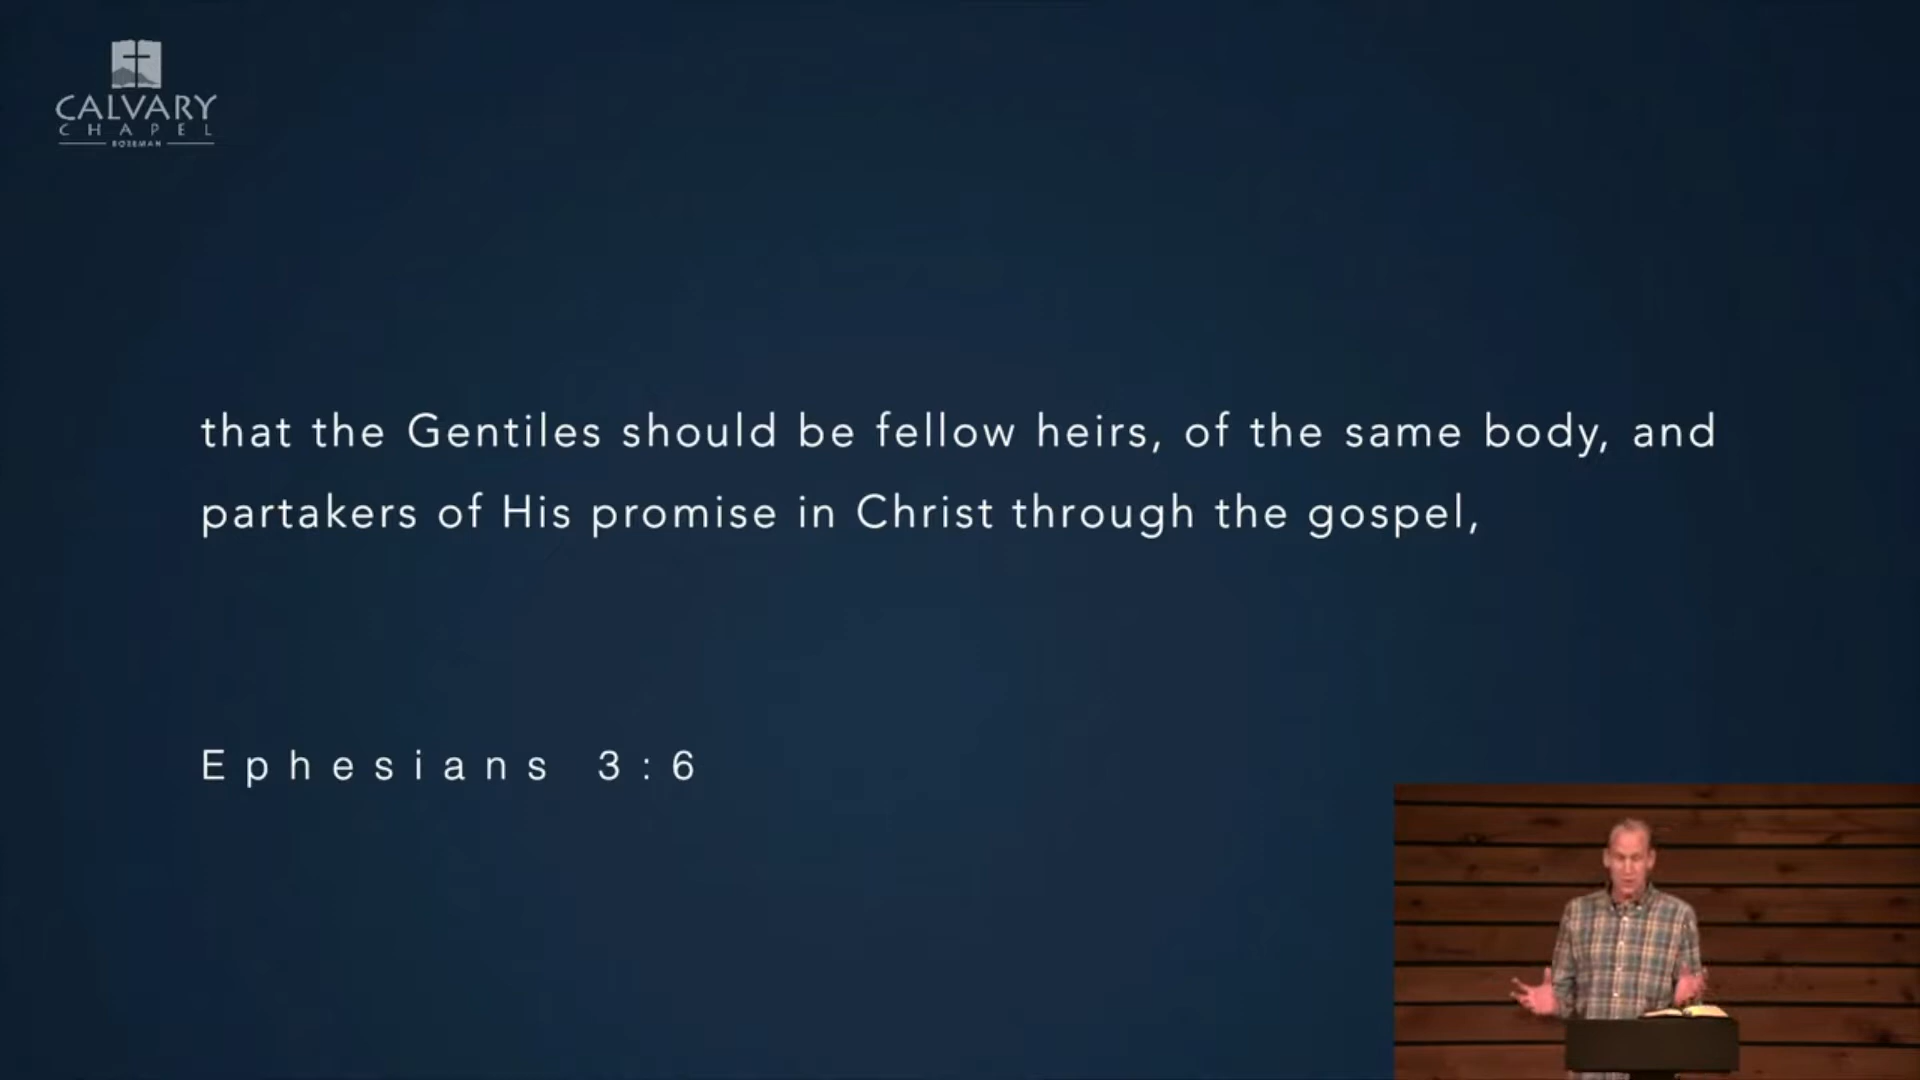 CALVARY
CHAPEL
BOZEMAN
that the Gentiles should be fellow heirs, of the same body, and
partakers of His promise in Christ through the gospel,
Ephesians 3:6